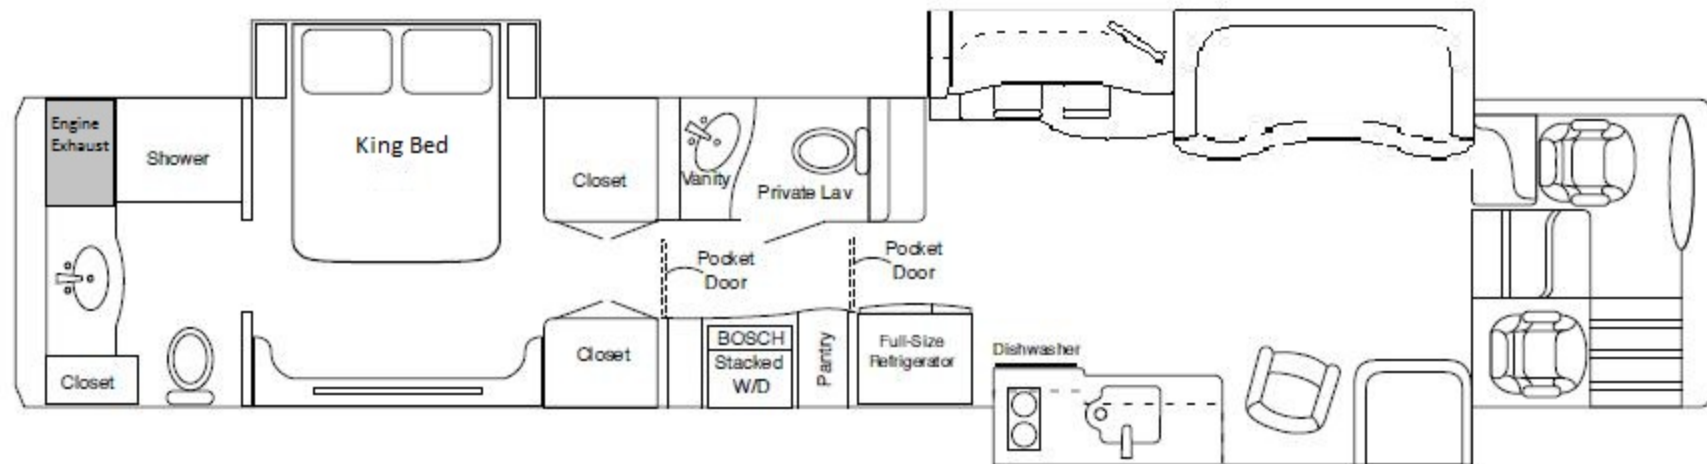 Engine
Exhaust
Shower
King Bed
Closet
Vanity
Private Lav
Pocket
Door
Pocket
Door
Closet
Closet
BOSCH
Stacked
W/D
Pantry
Full-Size
Refrigerator
Dishwasher